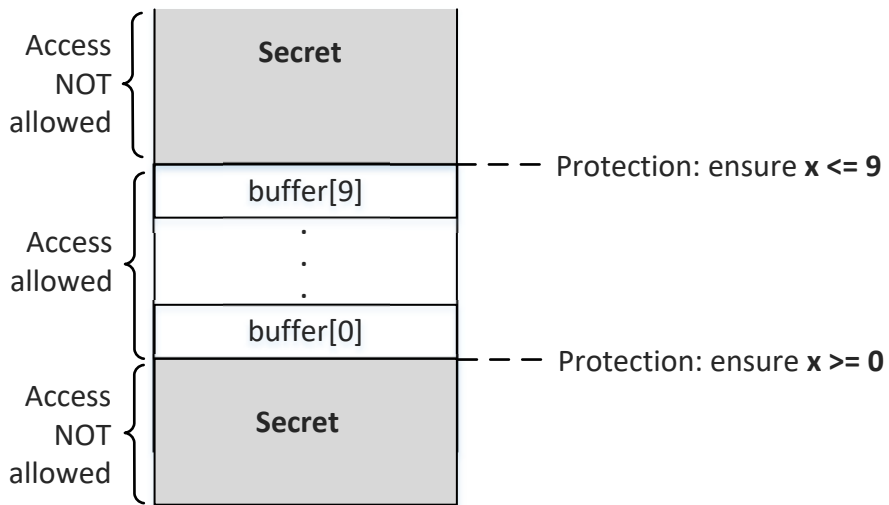 Access
NOT
allowed
Secret
Protection: ensure x <= 9
buffer[9]
Access
allowed
.
.
.
buffer[0]
Protection: ensure x >= 0
Access
NOT
allowed
Secret